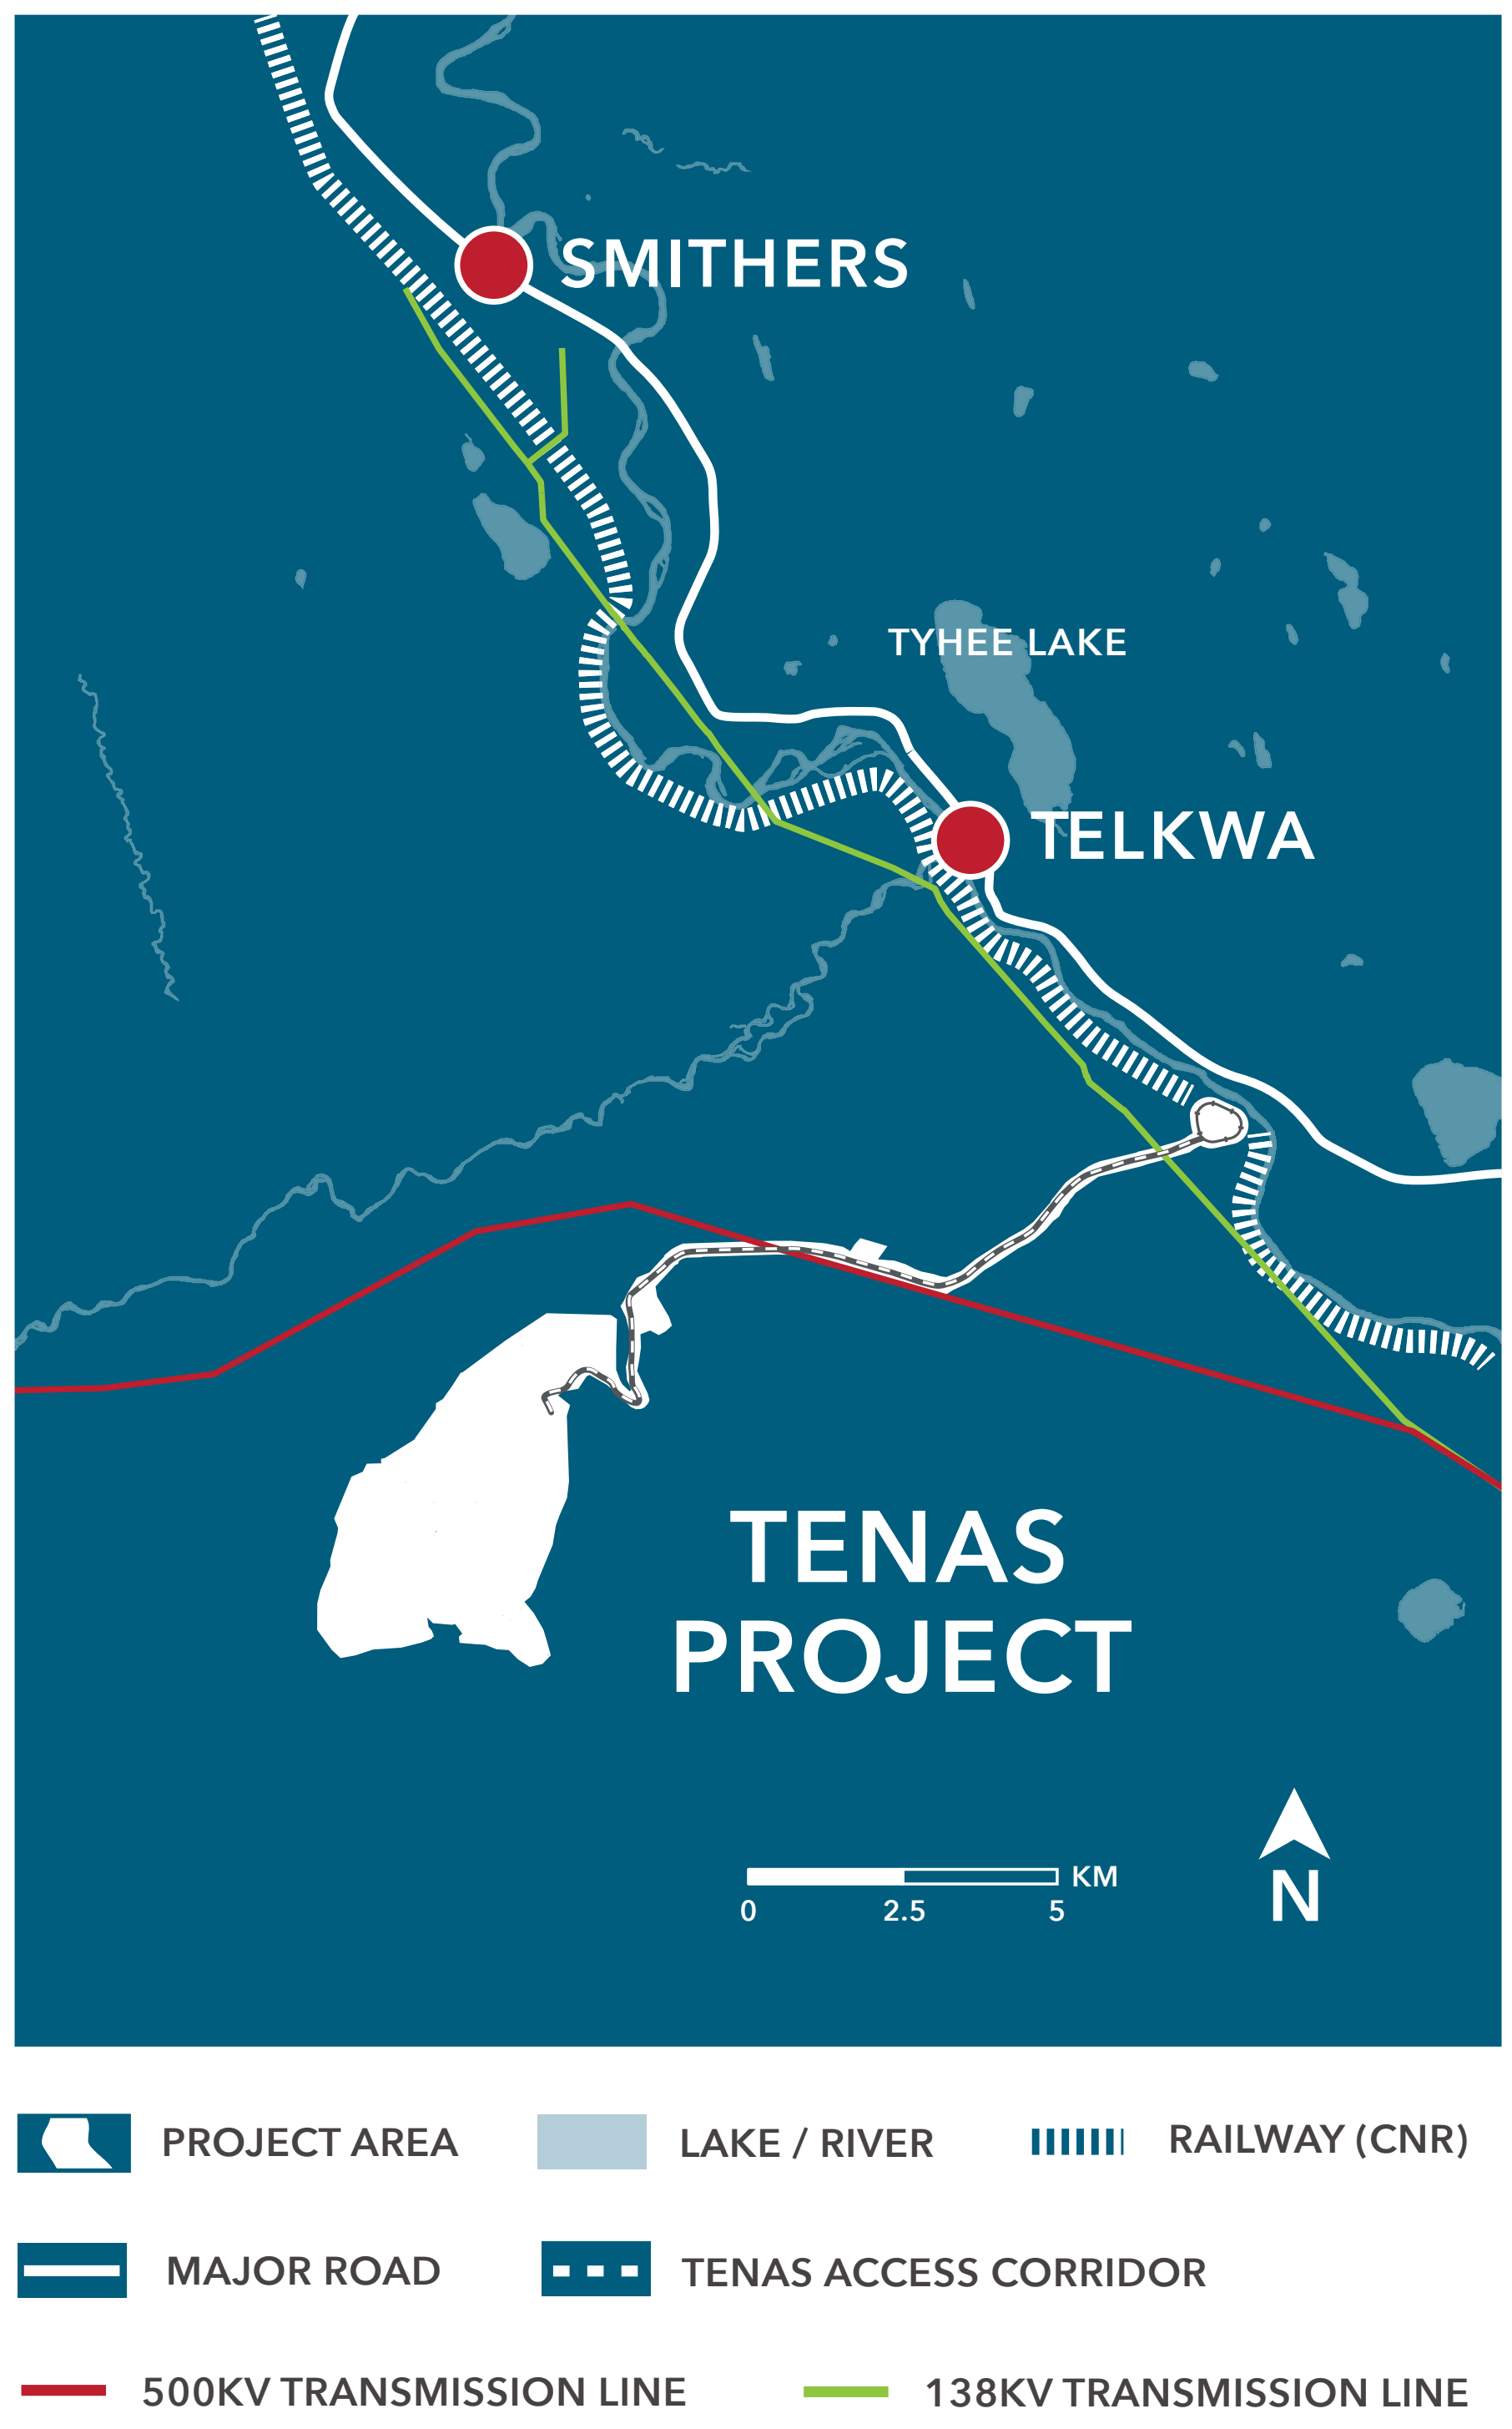 SMITHERS
TYHEE LAKE
TELKWA
TENAS
PROJECT
KM
0 2.5 5
N
PROJECT AREA
LAKE / RIVER
RAILWAY (CNR)
MAJOR ROAD
TENAS ACCESS CORRIDOR
500KV TRANSMISSION LINE
138KV TRANSMISSION LINE